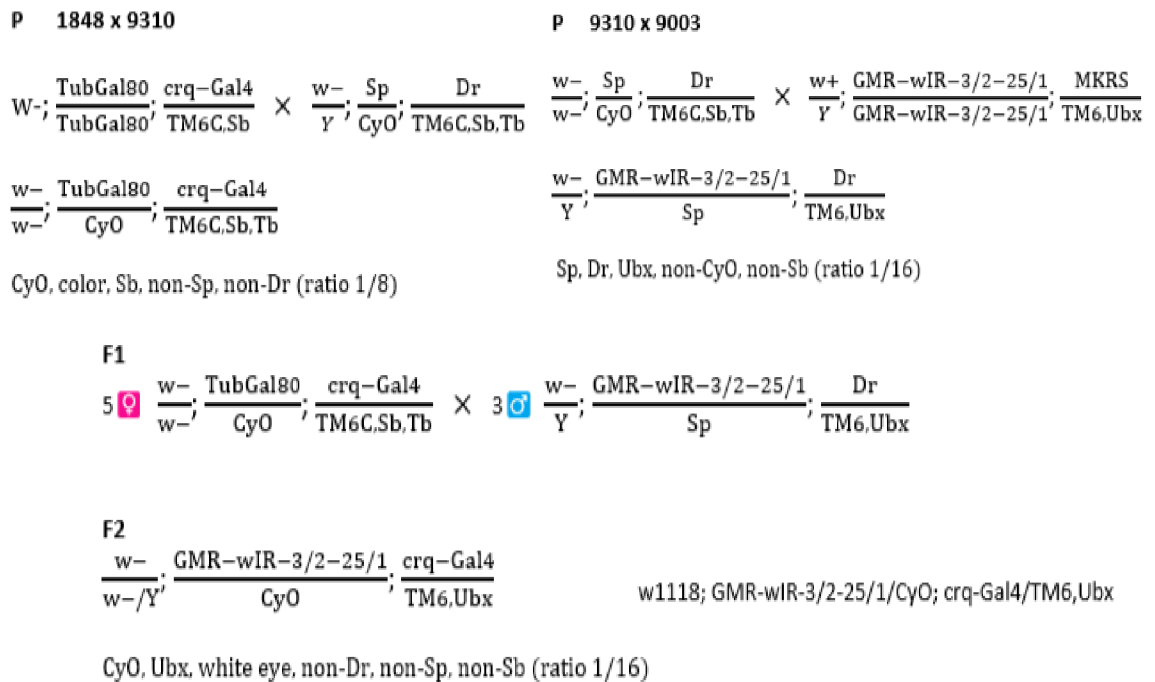 P 1848 x 9310
W-; TubGal80/TubGal80; crq-Gal4/TM6C,Sb × w-/Y; Sp/CyO; Dr/TM6C,Sb,Tb
w-/w-; TubGal80/CyO; crq-Gal4/TM6C,Sb,Tb
CyO, color, Sb, non-Sp, non-Dr (ratio 1/8)
P 9310 x 9003
w-/w-; Sp/CyO; Dr/TM6C,Sb,Tb × w+/Y; GMR-wIR-3/2-25/1/GMR-wIR-3/2-25/1; MKRS/TM6,Ubx
w-/Y; GMR-wIR-3/2-25/1/Sp; Dr/TM6,Ubx
Sp, Dr, Ubx, non-CyO, non-Sb (ratio 1/16)
F1
5 ♀ w-/w-; TubGal80/CyO; crq-Gal4/TM6C,Sb,Tb × 3 ♂ w-/Y; GMR-wIR-3/2-25/1/Sp; Dr/TM6,Ubx
F2
w-/w-/Y; GMR-wIR-3/2-25/1/CyO; crq-Gal4/TM6,Ubx
w1118; GMR-wIR-3/2-25/1/CyO; crq-Gal4/TM6,Ubx
CyO, Ubx, white eye, non-Dr, non-Sp, non-Sb (ratio 1/16)